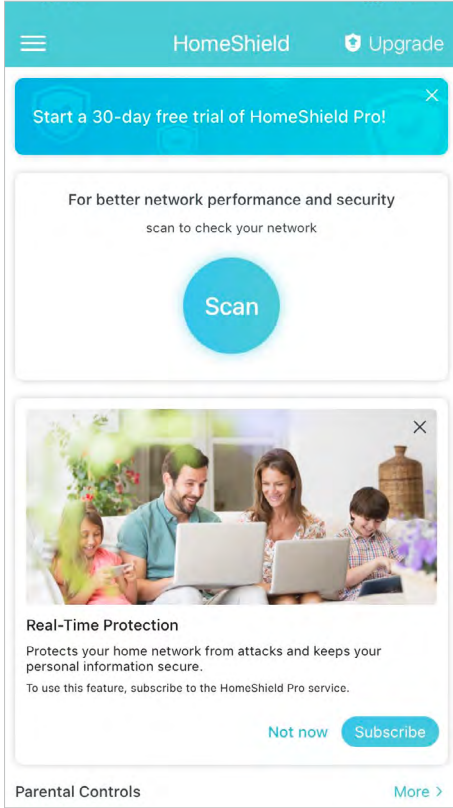 HomeShield
Upgrade
Start a 30-day free trial of HomeShield Pro!
For better network performance and security
scan to check your network
Scan
Real-Time Protection
Protects your home network from attacks and keeps your
personal information secure.
To use this feature, subscribe to the HomeShield Pro service.
Not now
Subscribe
Parental Controls
More >